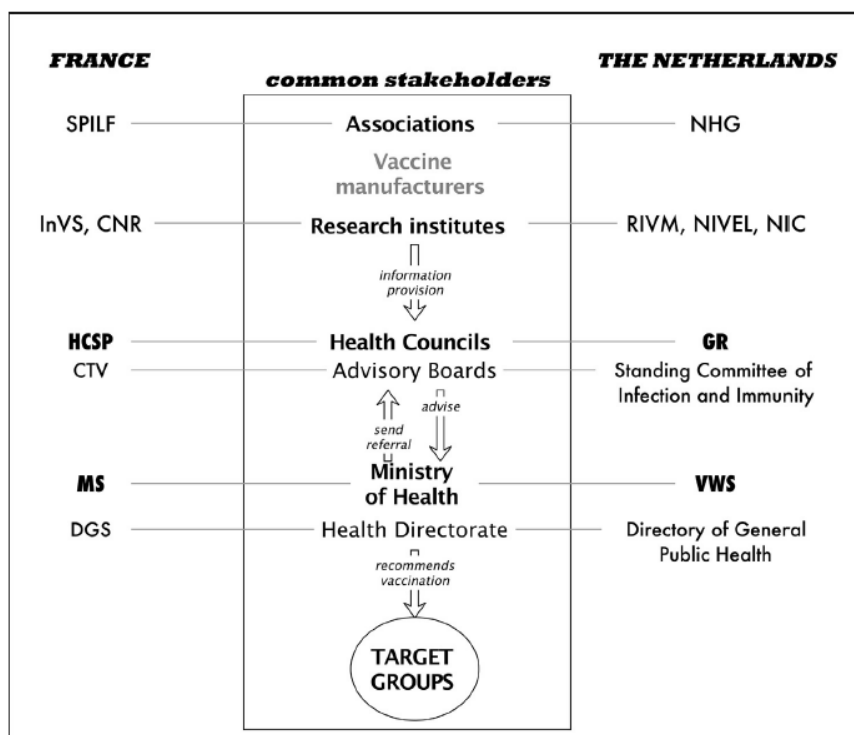 FRANCE
THE NETHERLANDS
common stakeholders
SPILF
Associations
NHG
Vaccine
manufacturers
InVS, CNR
Research institutes
RIVM, NIVEL, NIC
information
provision
HCSP
Health Councils
GR
CTV
Advisory Boards
Standing Committee of
Infection and Immunity
send
referral
advise
MS
Ministry
of Health
VWS
DGS
Health Directorate
Directory of General
Public Health
recommends
vaccination
TARGET
GROUPS